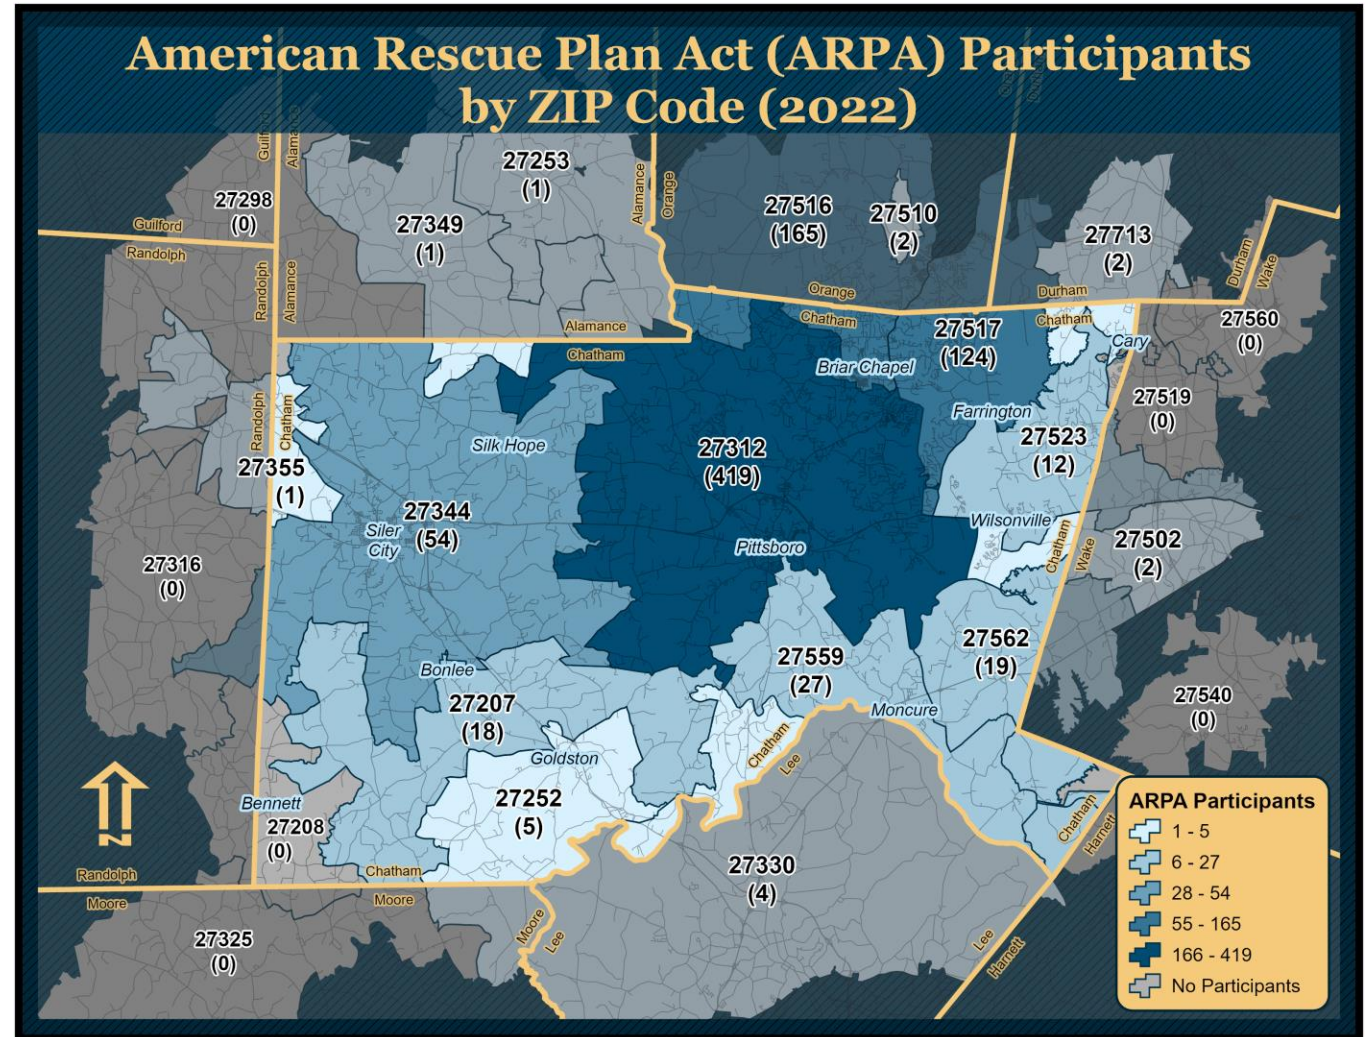 American Rescue Plan Act (ARPA) Participants
by ZIP Code (2022)
Guilford
Alamance
27253
(1)
27298
(0)
27349
(1)
Alamance
Orange
27516
(165)
27510
(2)
27713
(2)
Guilford
Randolph
Randolph
Alamance
Durham
Wake
Orange
Chatham
Durham
Chatham
Alamance
Chatham
27517
(124)
Cary
27560
(0)
Briar Chapel
Randolph
Chatham
27519
(0)
Farrington
27523
(12)
Silk Hope
27312
(419)
27355
(1)
27344
(54)
Siler
City
Wilsonville
Chatham
Wake
27502
(2)
Pittsboro
27316
(0)
27562
(19)
Bonlee
27559
(27)
27540
(0)
27207
(18)
Moncure
Goldston
Chatham
Lee
27252
(5)
Bennett
27208
(0)
N
Chatham
Harnett
Randolph
Moore
Chatham
Moore
27330
(4)
Moore
Lee
27325
(0)
Lee
Harnett
ARPA Participants
1 - 5
6 - 27
28 - 54
55 - 165
166 - 419
No Participants